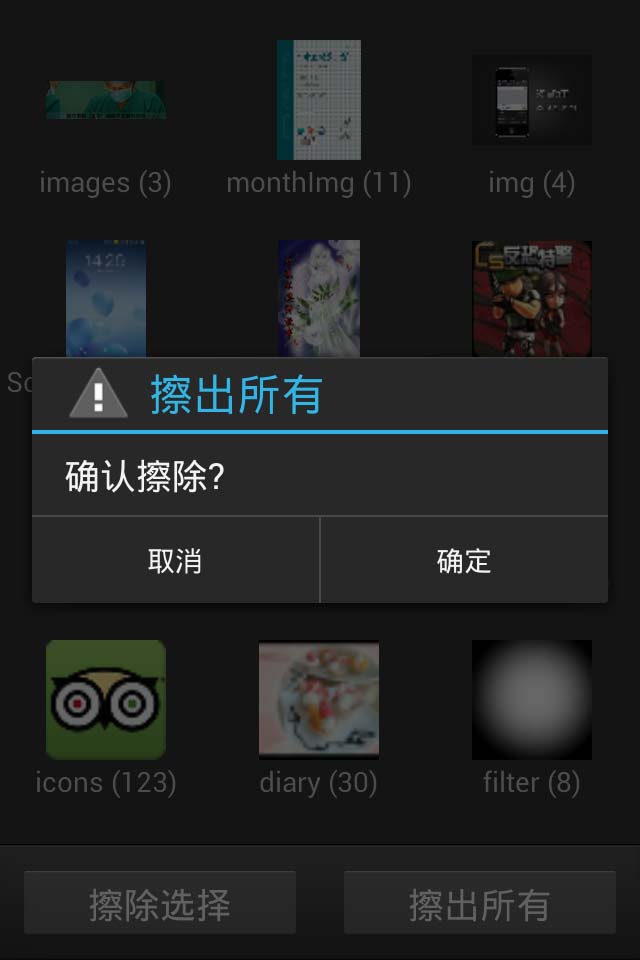 images (3)
monthImg (11)
img (4)
14:20
反恐特警
Sc
擦出所有
确认擦除?
取消
确定
icons (123)
diary (30)
filter (8)
擦除选择
擦出所有